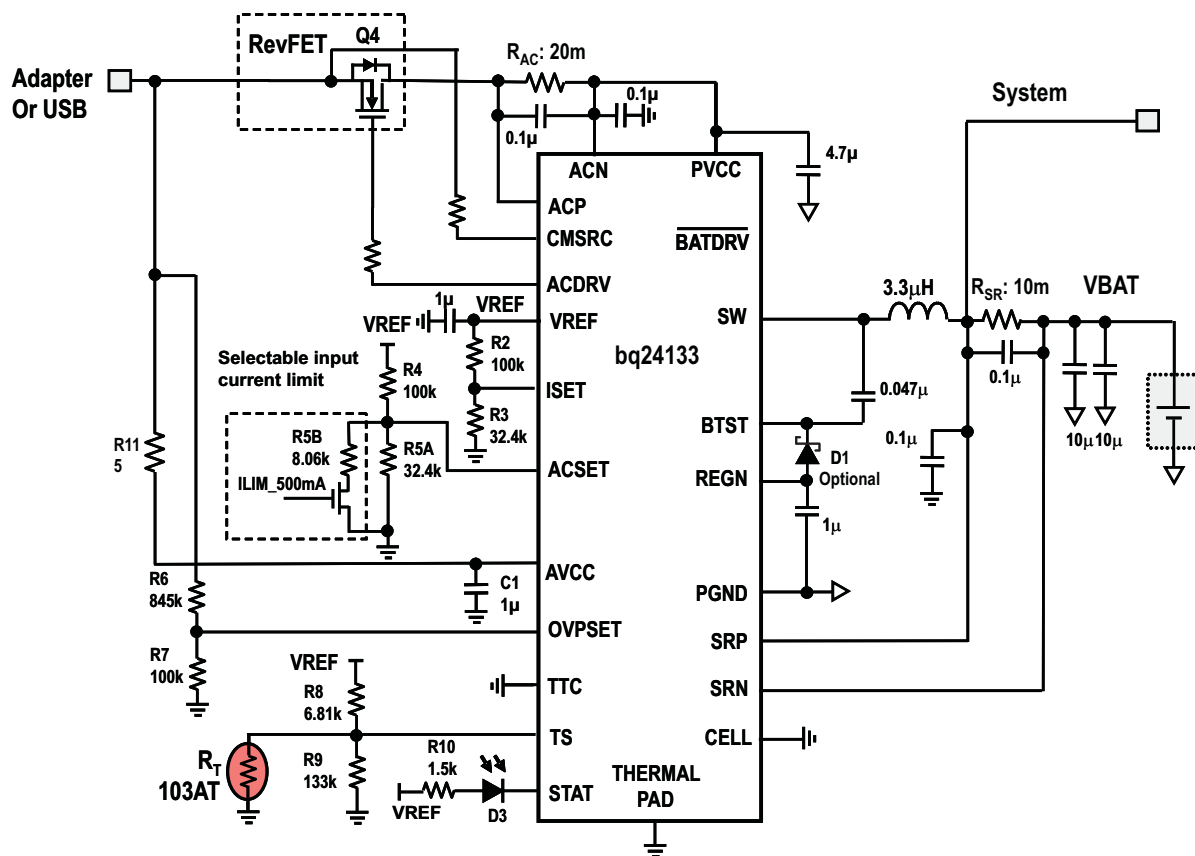 RevFET
Q4
R_AC: 20m
Adapter
Or USB
0.1µ
0.1µ
System
4.7µ
ACN
PVCC
ACP
CMSRC
BATDRV
ACDRV
1µ
VREF
VREF
VREF
SW
3.3µH
R_SR: 10m
VBAT
R2
100k
bq24133
Selectable input
current limit
R4
100k
ISET
0.1µ
0.047µ
R3
32.4k
BTST
10µ
10µ
R11
5
R5B
8.06k
R5A
32.4k
ACSET
D1
Optional
0.1µ
REGN
ILIM_500mA
1µ
R6
845k
C1
1µ
AVCC
PGND
OVPSET
SRP
R7
100k
VREF
R8
6.81k
TTC
SRN
TS
CELL
R_T
103AT
R9
133k
R10
1.5k
THERMAL
PAD
STAT
VREF
D3